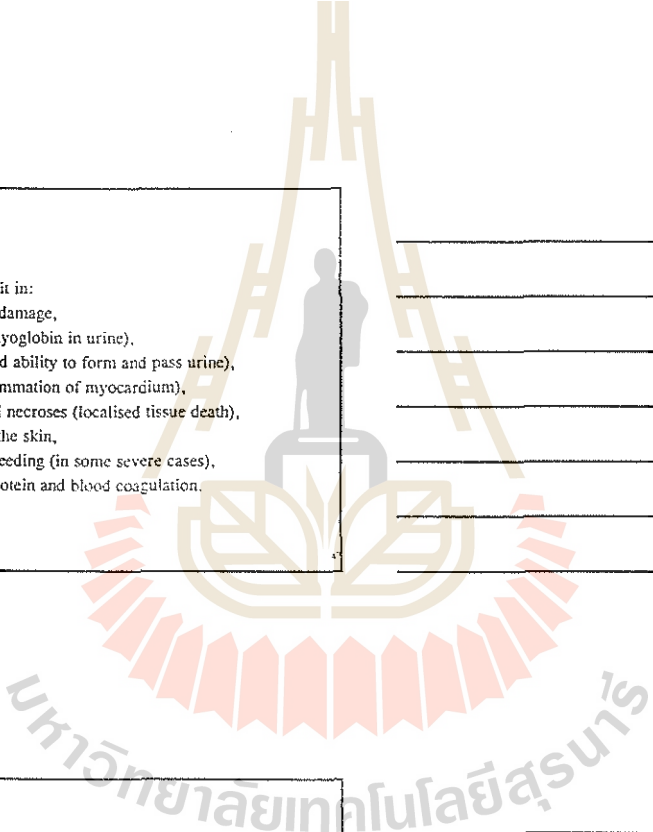 it in:
damage,
yoglobin in urine),
d ability to form and pass urine),
mmation of myocardium),
necroses (localised tissue death),
the skin,
eeding (in some severe cases),
otein and blood coagulation.
มหาวิทยาลัยเทคโนโลยีสุรนารี